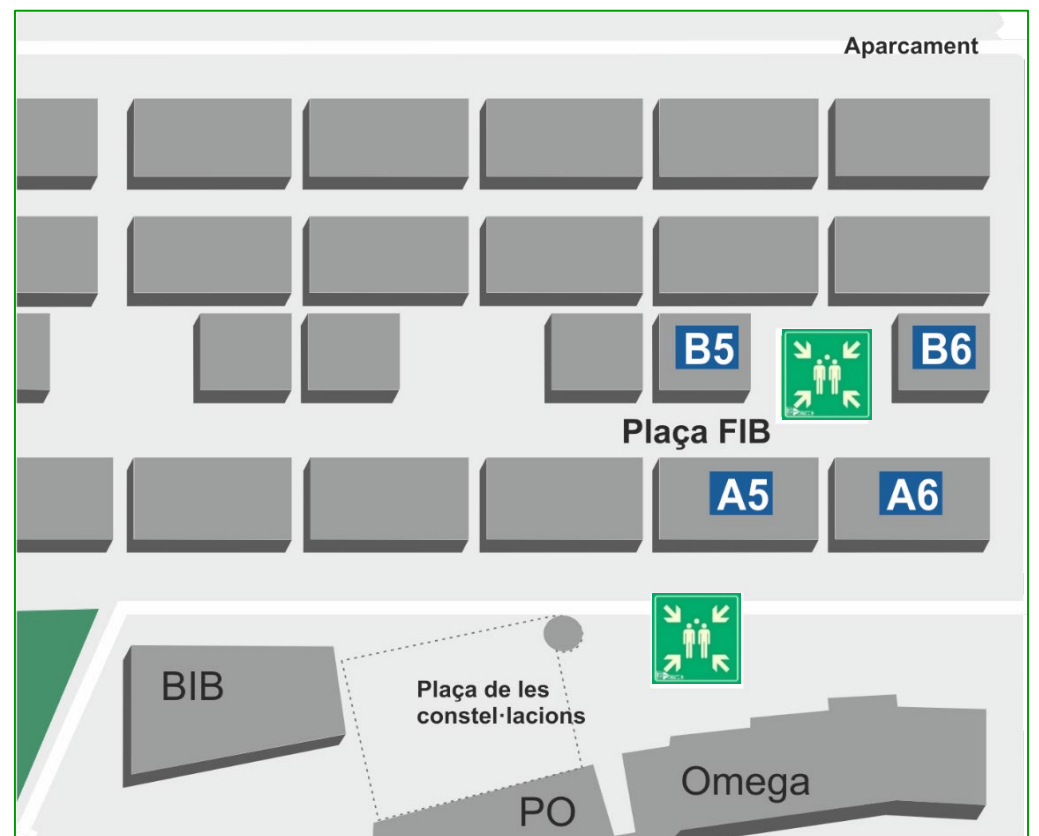 Aparcament
B5
B6
Plaça FIB
A5
A6
BIB
Plaça de les
constel·lacions
Omega
PO